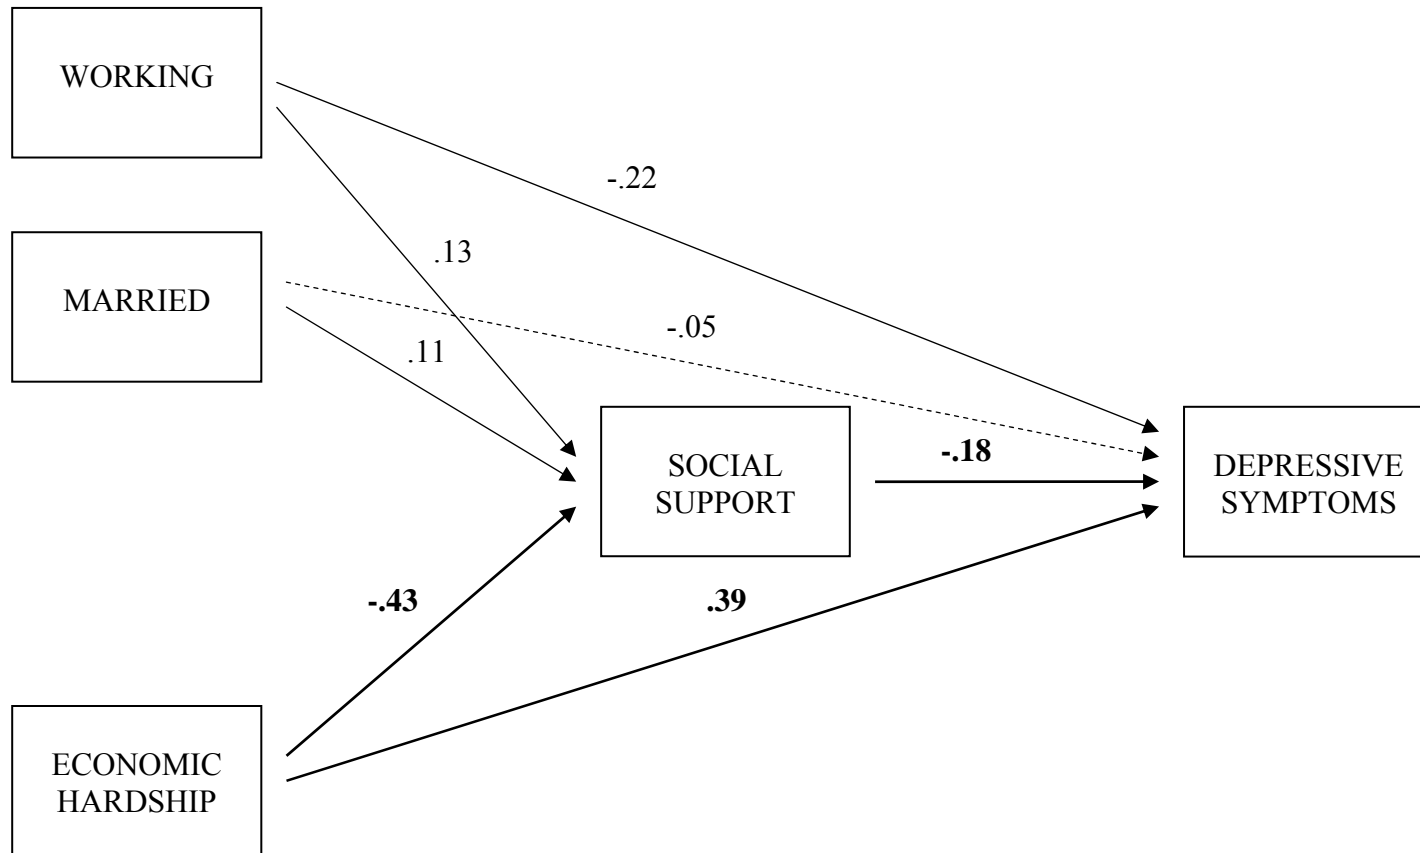 WORKING
-.22
.13
MARRIED
-.05
.11
SOCIAL
SUPPORT
-.18
DEPRESSIVE
SYMPTOMS
-.43
.39
ECONOMIC
HARDSHIP